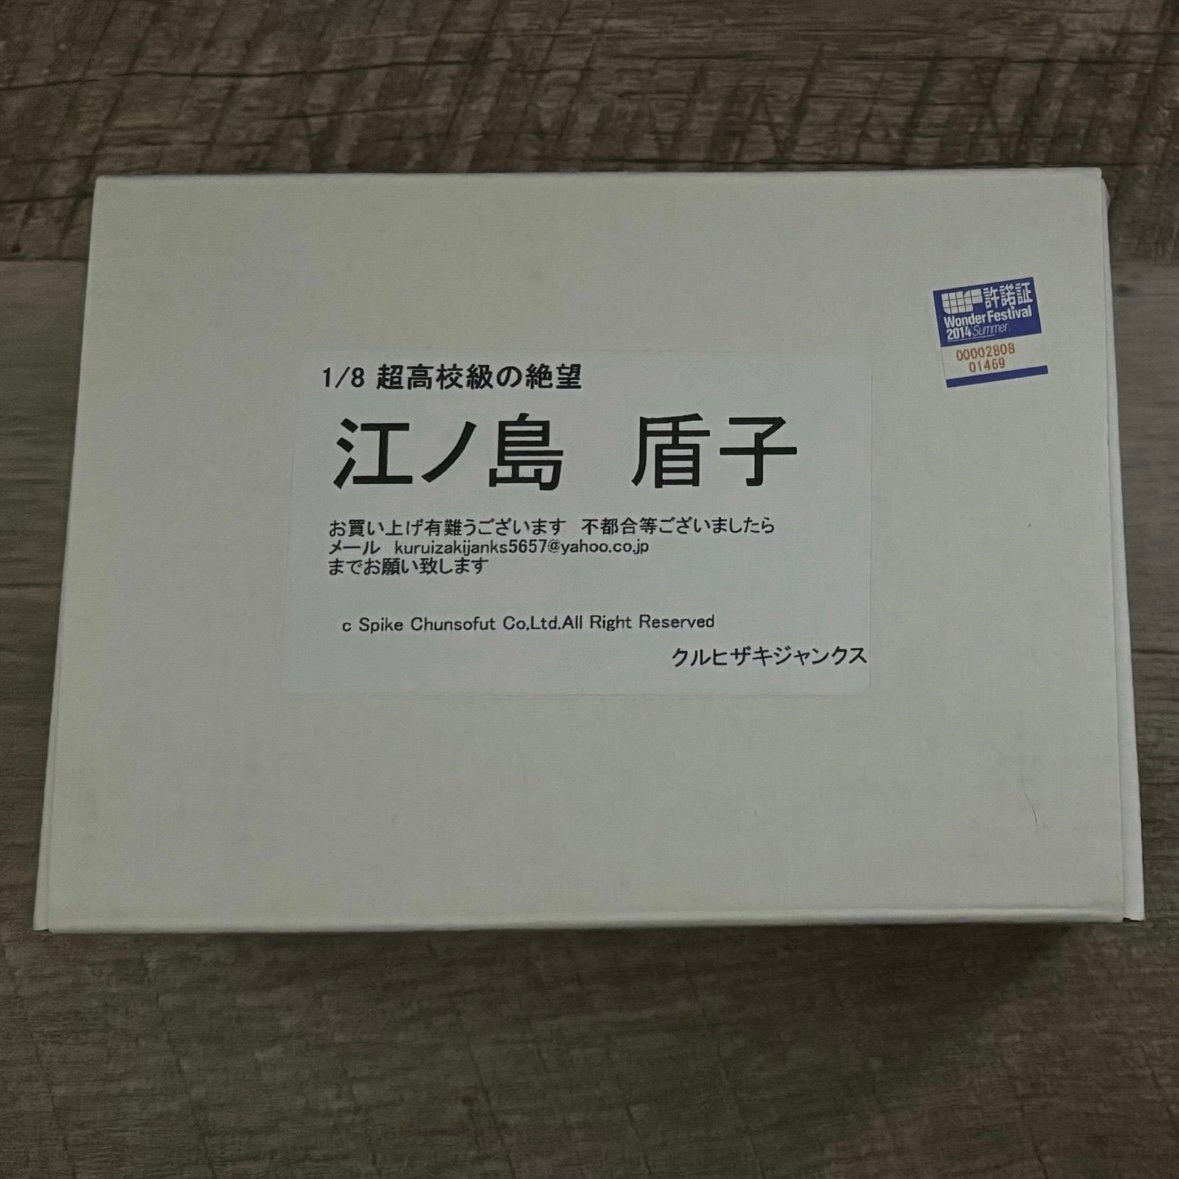 1/8 超高校級の絶望
江ノ島 盾子
お買い上げ有難うございます 不都合等ございましたら
メール kuruizakijanks5657@yahoo.co.jp
までお願い致します
c Spike Chunsofut Co,Ltd.All Right Reserved
クルヒザキジャンクス
WF 許諾証
Wonder Festival
2014 Summer
00002808
01469